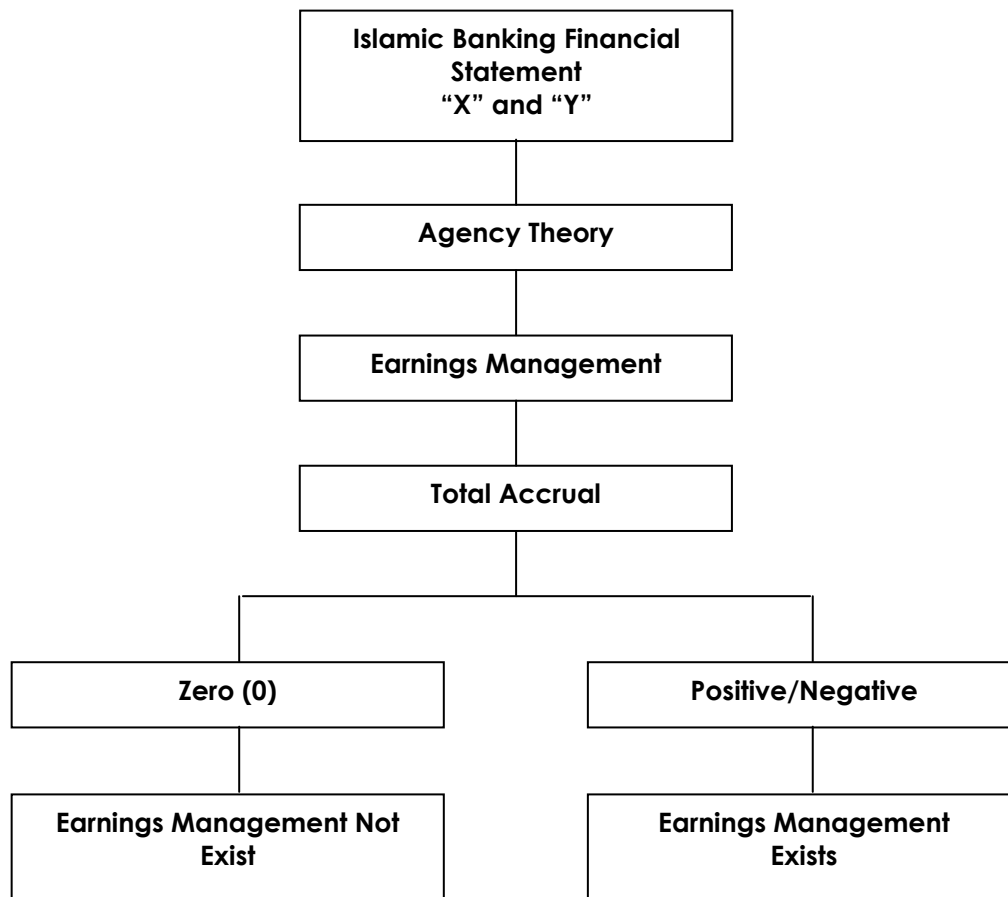 Islamic Banking Financial
Statement
“X” and “Y”
Agency Theory
Earnings Management
Total Accrual
Zero (0)
Positive/Negative
Earnings Management Not
Exist
Earnings Management
Exists